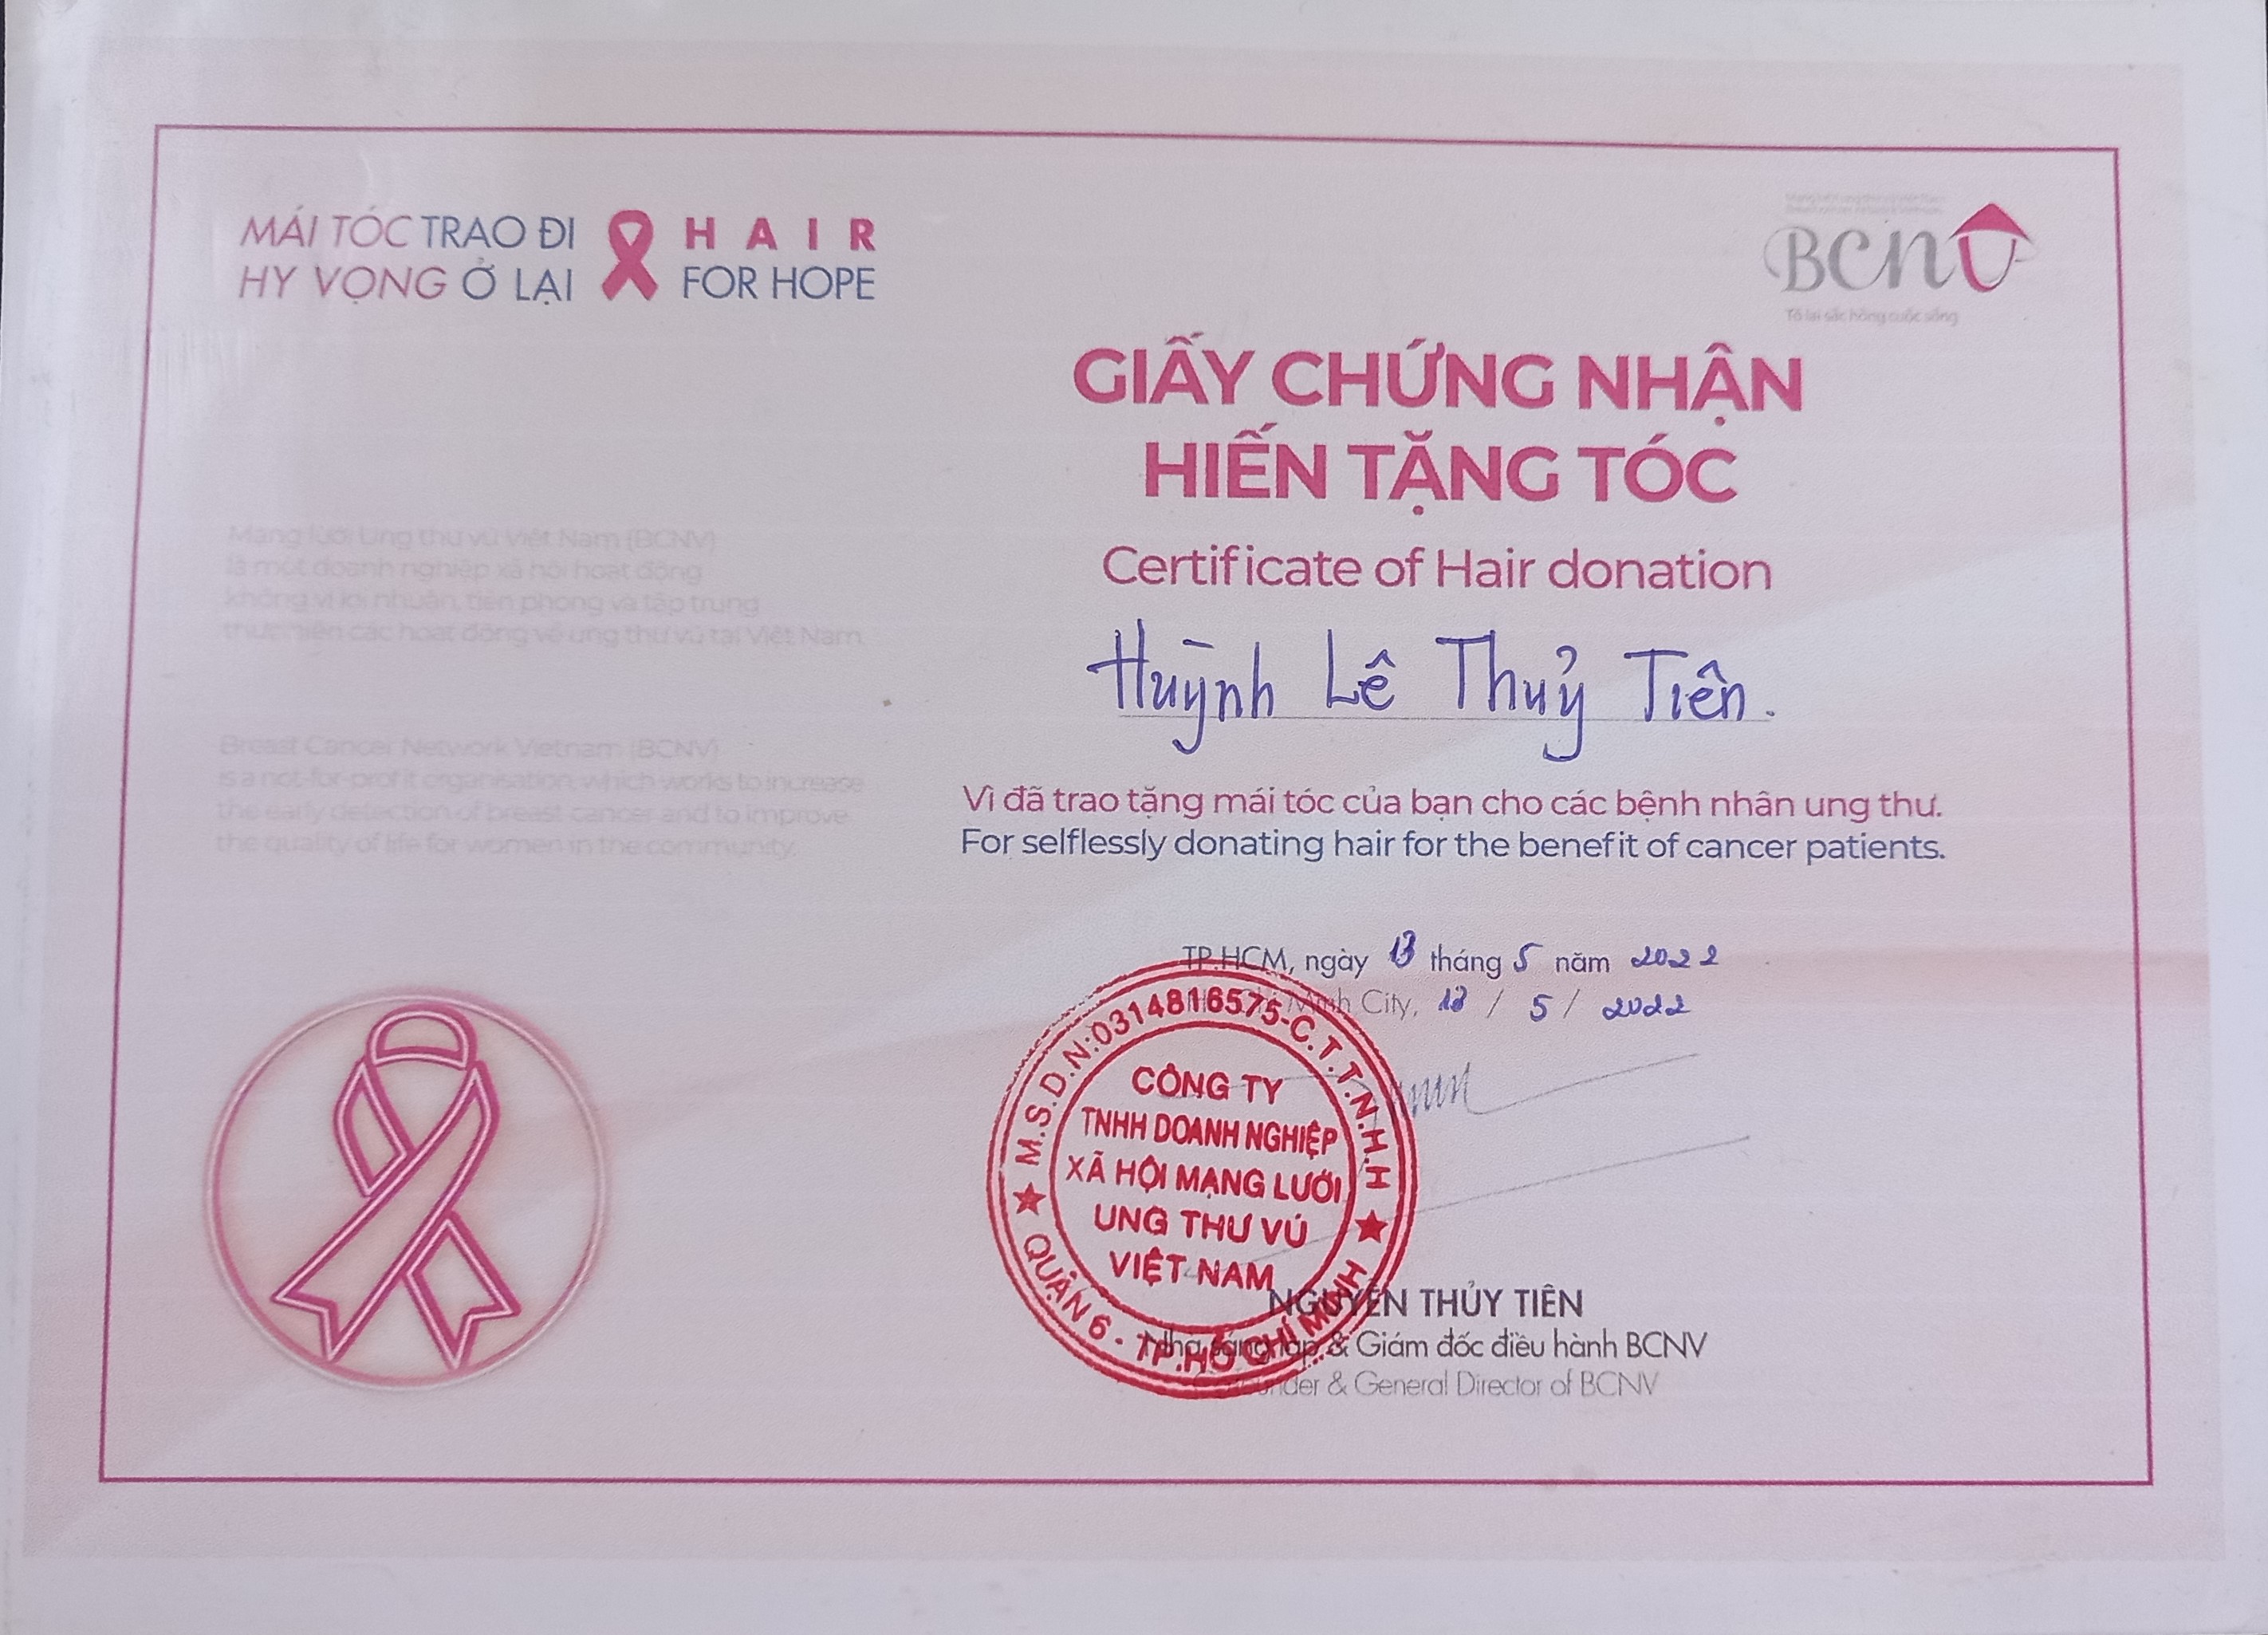 MÁI TÓC TRAO ĐI
HY VỌNG Ở LẠI
HAIR
FOR HOPE
BCNV
Tô lại sắc hồng cuộc sống
GIẤY CHỨNG NHẬN
HIẾN TẶNG TÓC
Certificate of Hair donation
Huỳnh Lê Thuỷ Tiên.
Vì đã trao tặng mái tóc của bạn cho các bệnh nhân ung thư.
For selflessly donating hair for the benefit of cancer patients.
Mạng lưới Ung thư vú Việt Nam (BCNV)
là một doanh nghiệp xã hội hoạt động
không vì lợi nhuận, tiên phong và tập trung
thực hiện các hoạt động về ung thư vú tại Việt Nam.
Breast Cancer Network Vietnam (BCNV)
is a not-for-profit organisation which works to increase
the early detection of breast cancer and to improve
the quality of life for women in the community.
TP.HCM, ngày 13 tháng 5 năm 2022
Minh City, 13 / 5 / 2022
M.S.D.N:0314816575-C.T.T.N.H.H
CÔNG TY
TNHH DOANH NGHIỆP
XÃ HỘI MẠNG LƯỚI
UNG THƯ VÚ
VIỆT NAM
QUẬN 6 - TP.HỒ CHÍ MINH
NGUYỄN THỦY TIÊN
Nhà sáng lập & Giám đốc điều hành BCNV
& General Director of BCNV